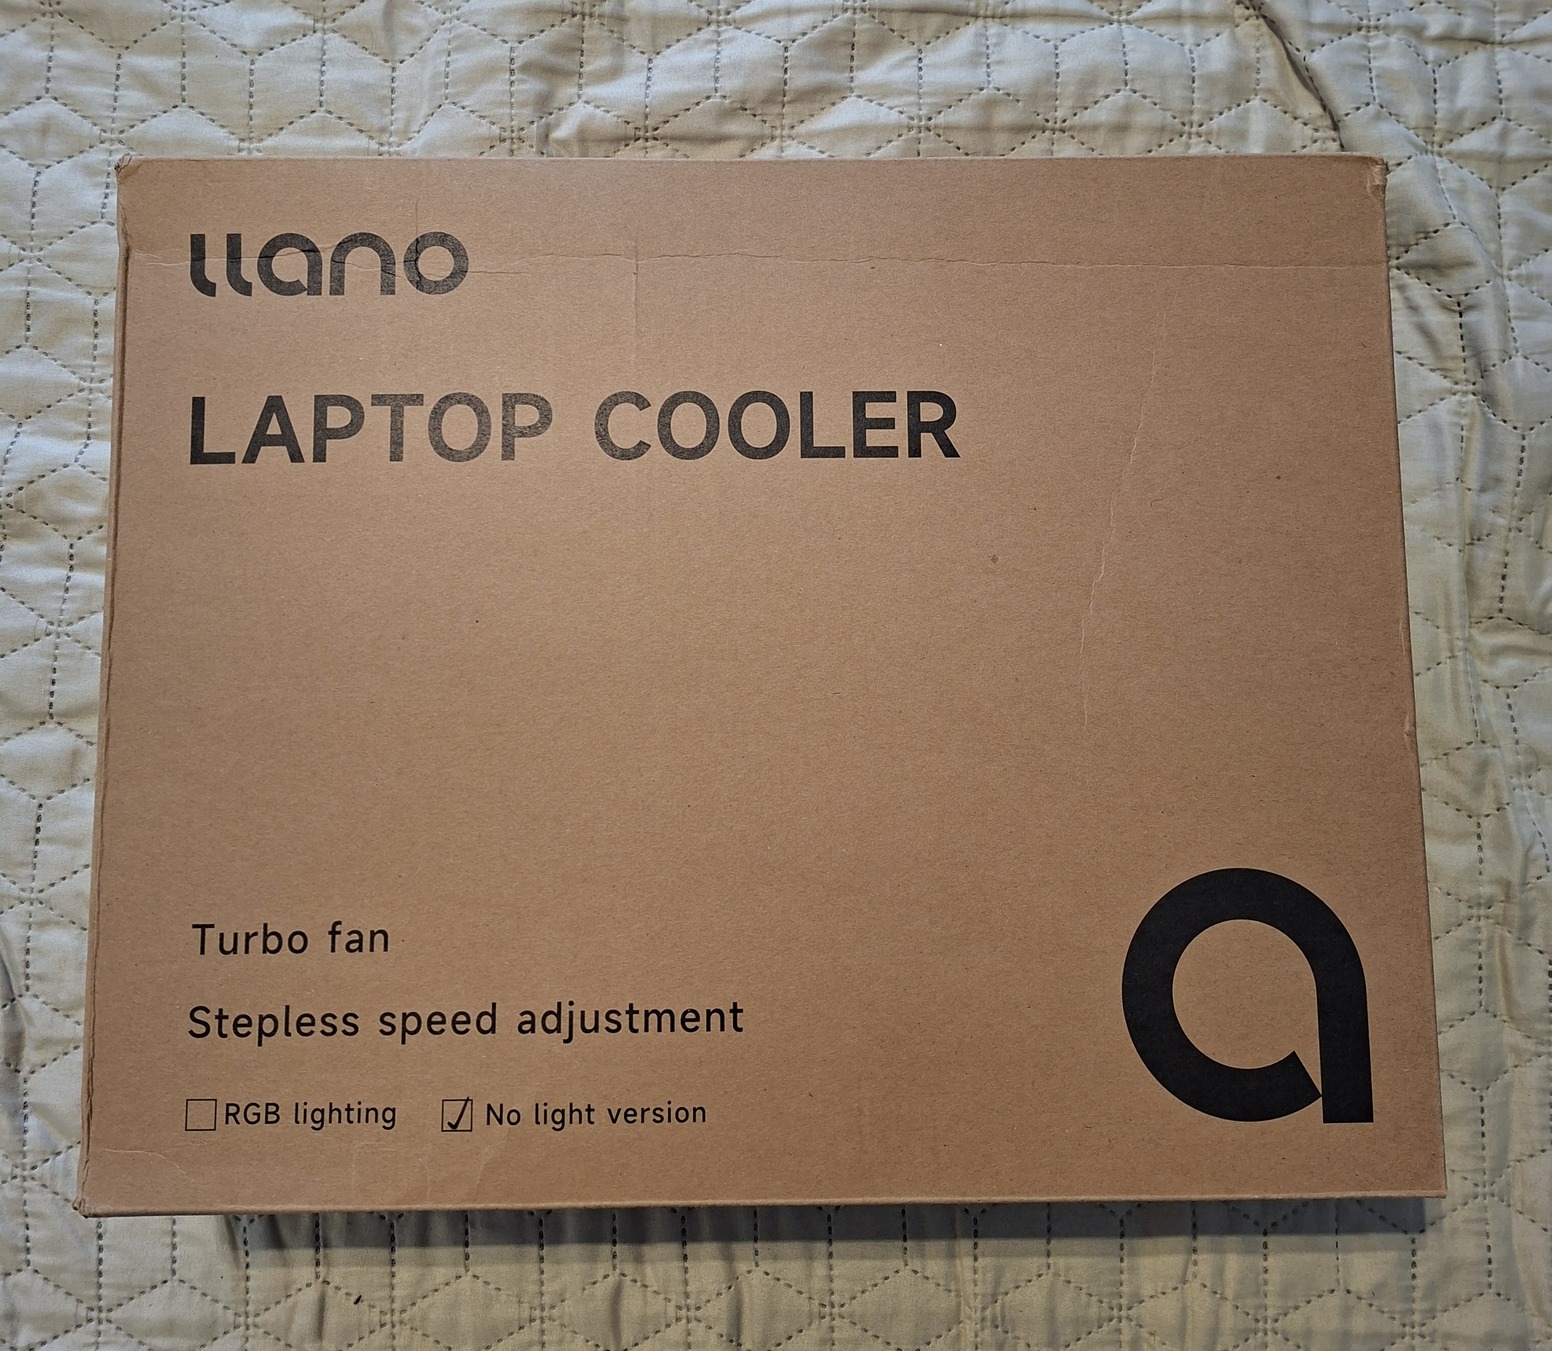 llano
LAPTOP COOLER
Turbo fan
Stepless speed adjustment
☐ RGB lighting ☑ No light version
a